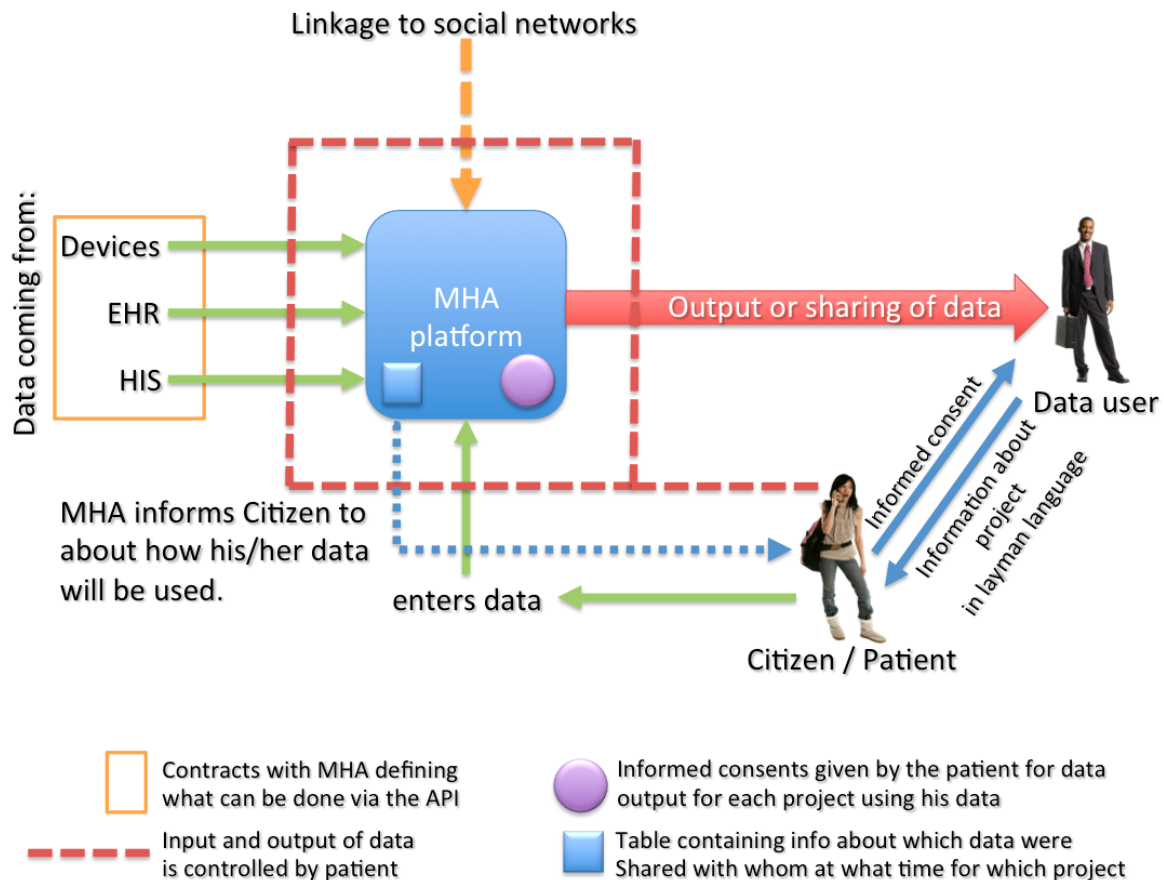 Linkage to social networks
Data coming from:
Devices
EHR
HIS
MHA
platform
Output or sharing of data
Data user
Informed consent
Information about
project
in layman language
MHA informs Citizen to
about how his/her data
will be used.
enters data
Citizen / Patient
Contracts with MHA defining
what can be done via the API
Informed consents given by the patient for data
output for each project using his data
Input and output of data
is controlled by patient
Table containing info about which data were
Shared with whom at what time for which project